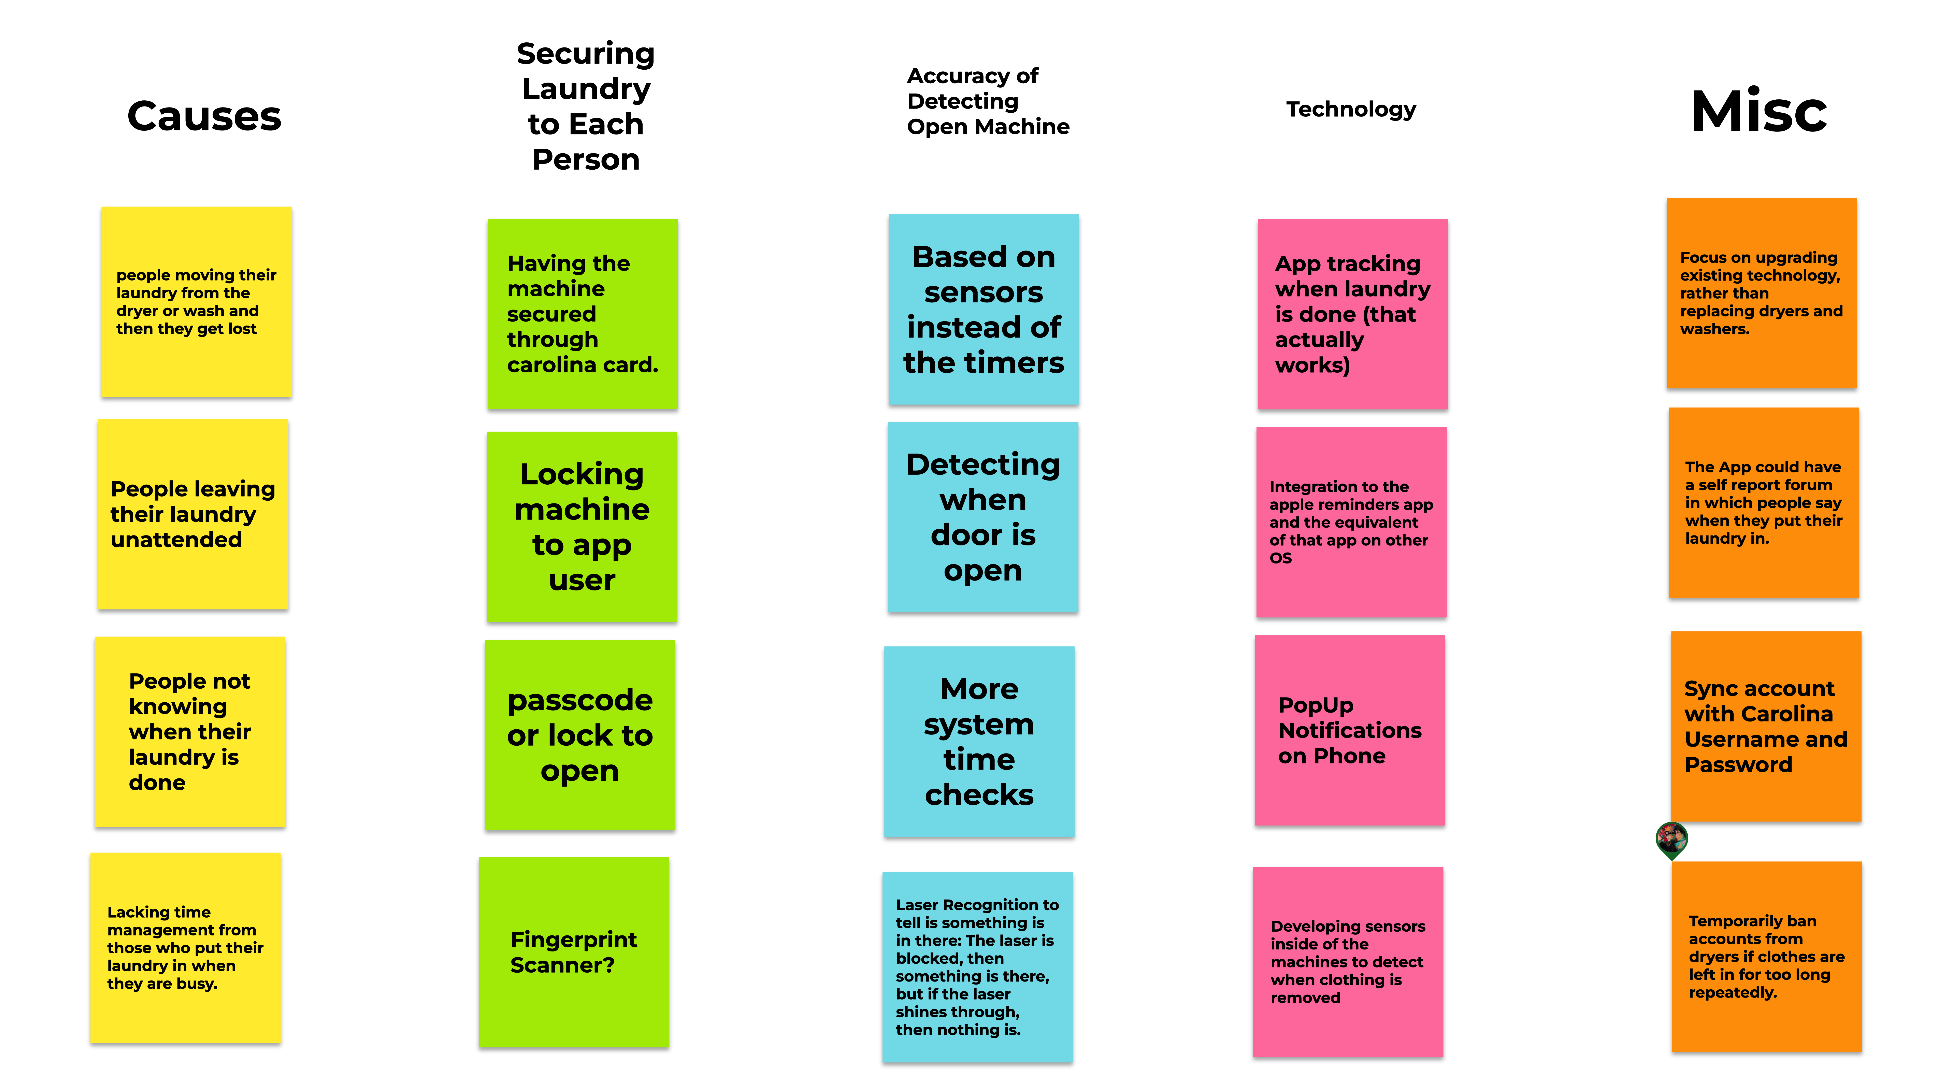 Causes
people moving their
laundry from the
dryer or wash and
then they get lost
People leaving
their laundry
unattended
People not
knowing
when their
laundry is
done
Lacking time
management from
those who put their
laundry in when
they are busy.
Securing
Laundry
to Each
Person
Having the
machine
secured
through
carolina card.
Locking
machine
to app
user
passcode
or lock to
open
Fingerprint
Scanner?
Accuracy of
Detecting
Open Machine
Based on
sensors
instead of
the timers
Detecting
when
door is
open
More
system
time
checks
Laser Recognition to
tell is something is
in there: The laser is
blocked, then
something is there,
but if the laser
shines through,
then nothing is.
Technology
App tracking
when laundry
is done (that
actually
works)
Integration to the
apple reminders app
and the equivalent
of that app on other
OS
PopUp
Notifications
on Phone
Developing sensors
inside of the
machines to detect
when clothing is
removed
Misc
Focus on upgrading
existing technology,
rather than
replacing dryers and
washers.
The App could have
a self report forum
in which people say
when they put their
laundry in.
Sync account
with Carolina
Username and
Password
Temporarily ban
accounts from
dryers if clothes are
left in for too long
repeatedly.